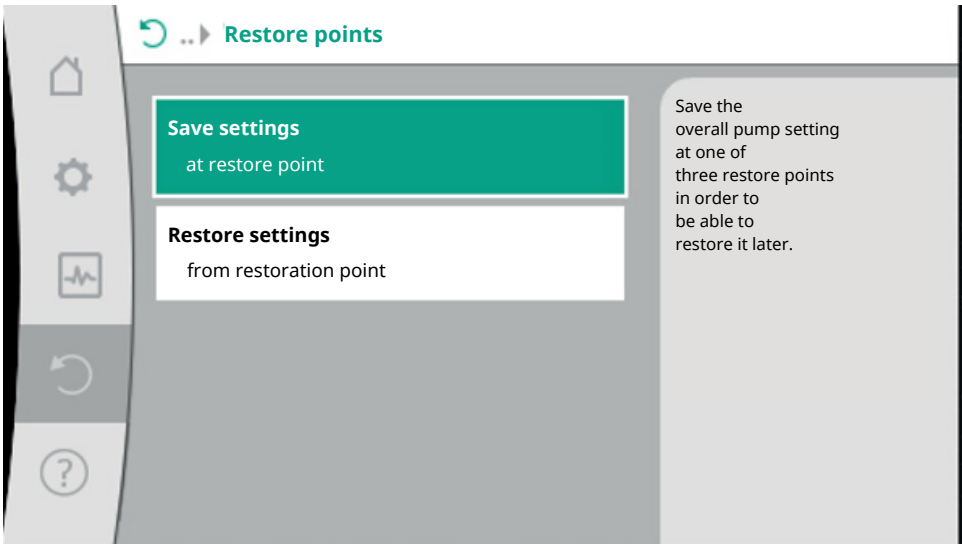 Restore points
Save settings
at restore point
Restore settings
from restoration point
Save the
overall pump setting
at one of
three restore points
in order to
be able to
restore it later.
?